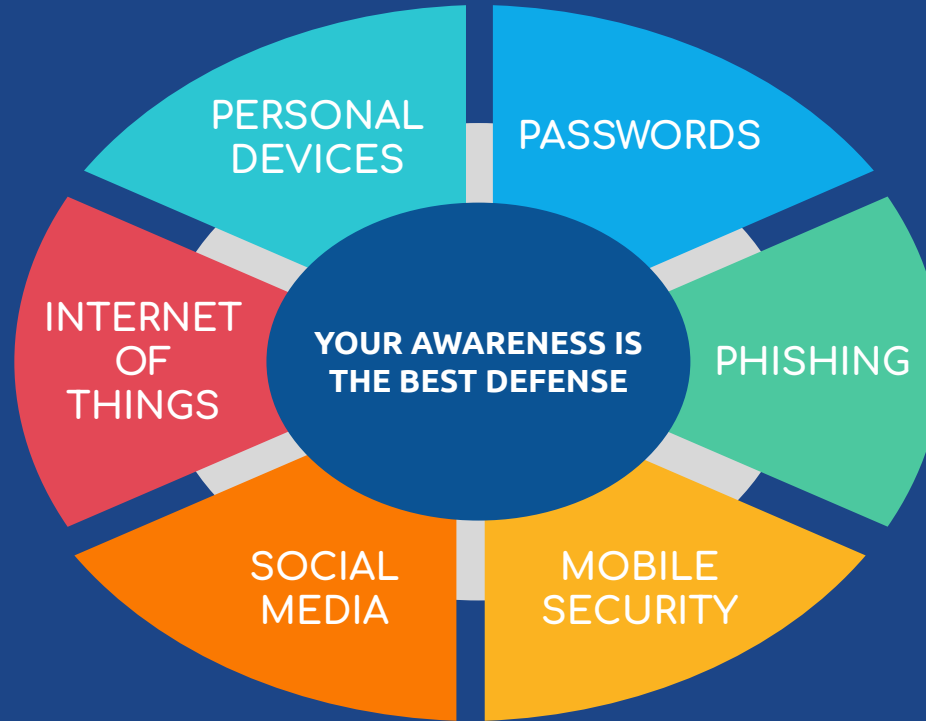 PERSONAL
DEVICES
PASSWORDS
INTERNET
OF
THINGS
YOUR AWARENESS IS
THE BEST DEFENSE
PHISHING
SOCIAL
MEDIA
MOBILE
SECURITY